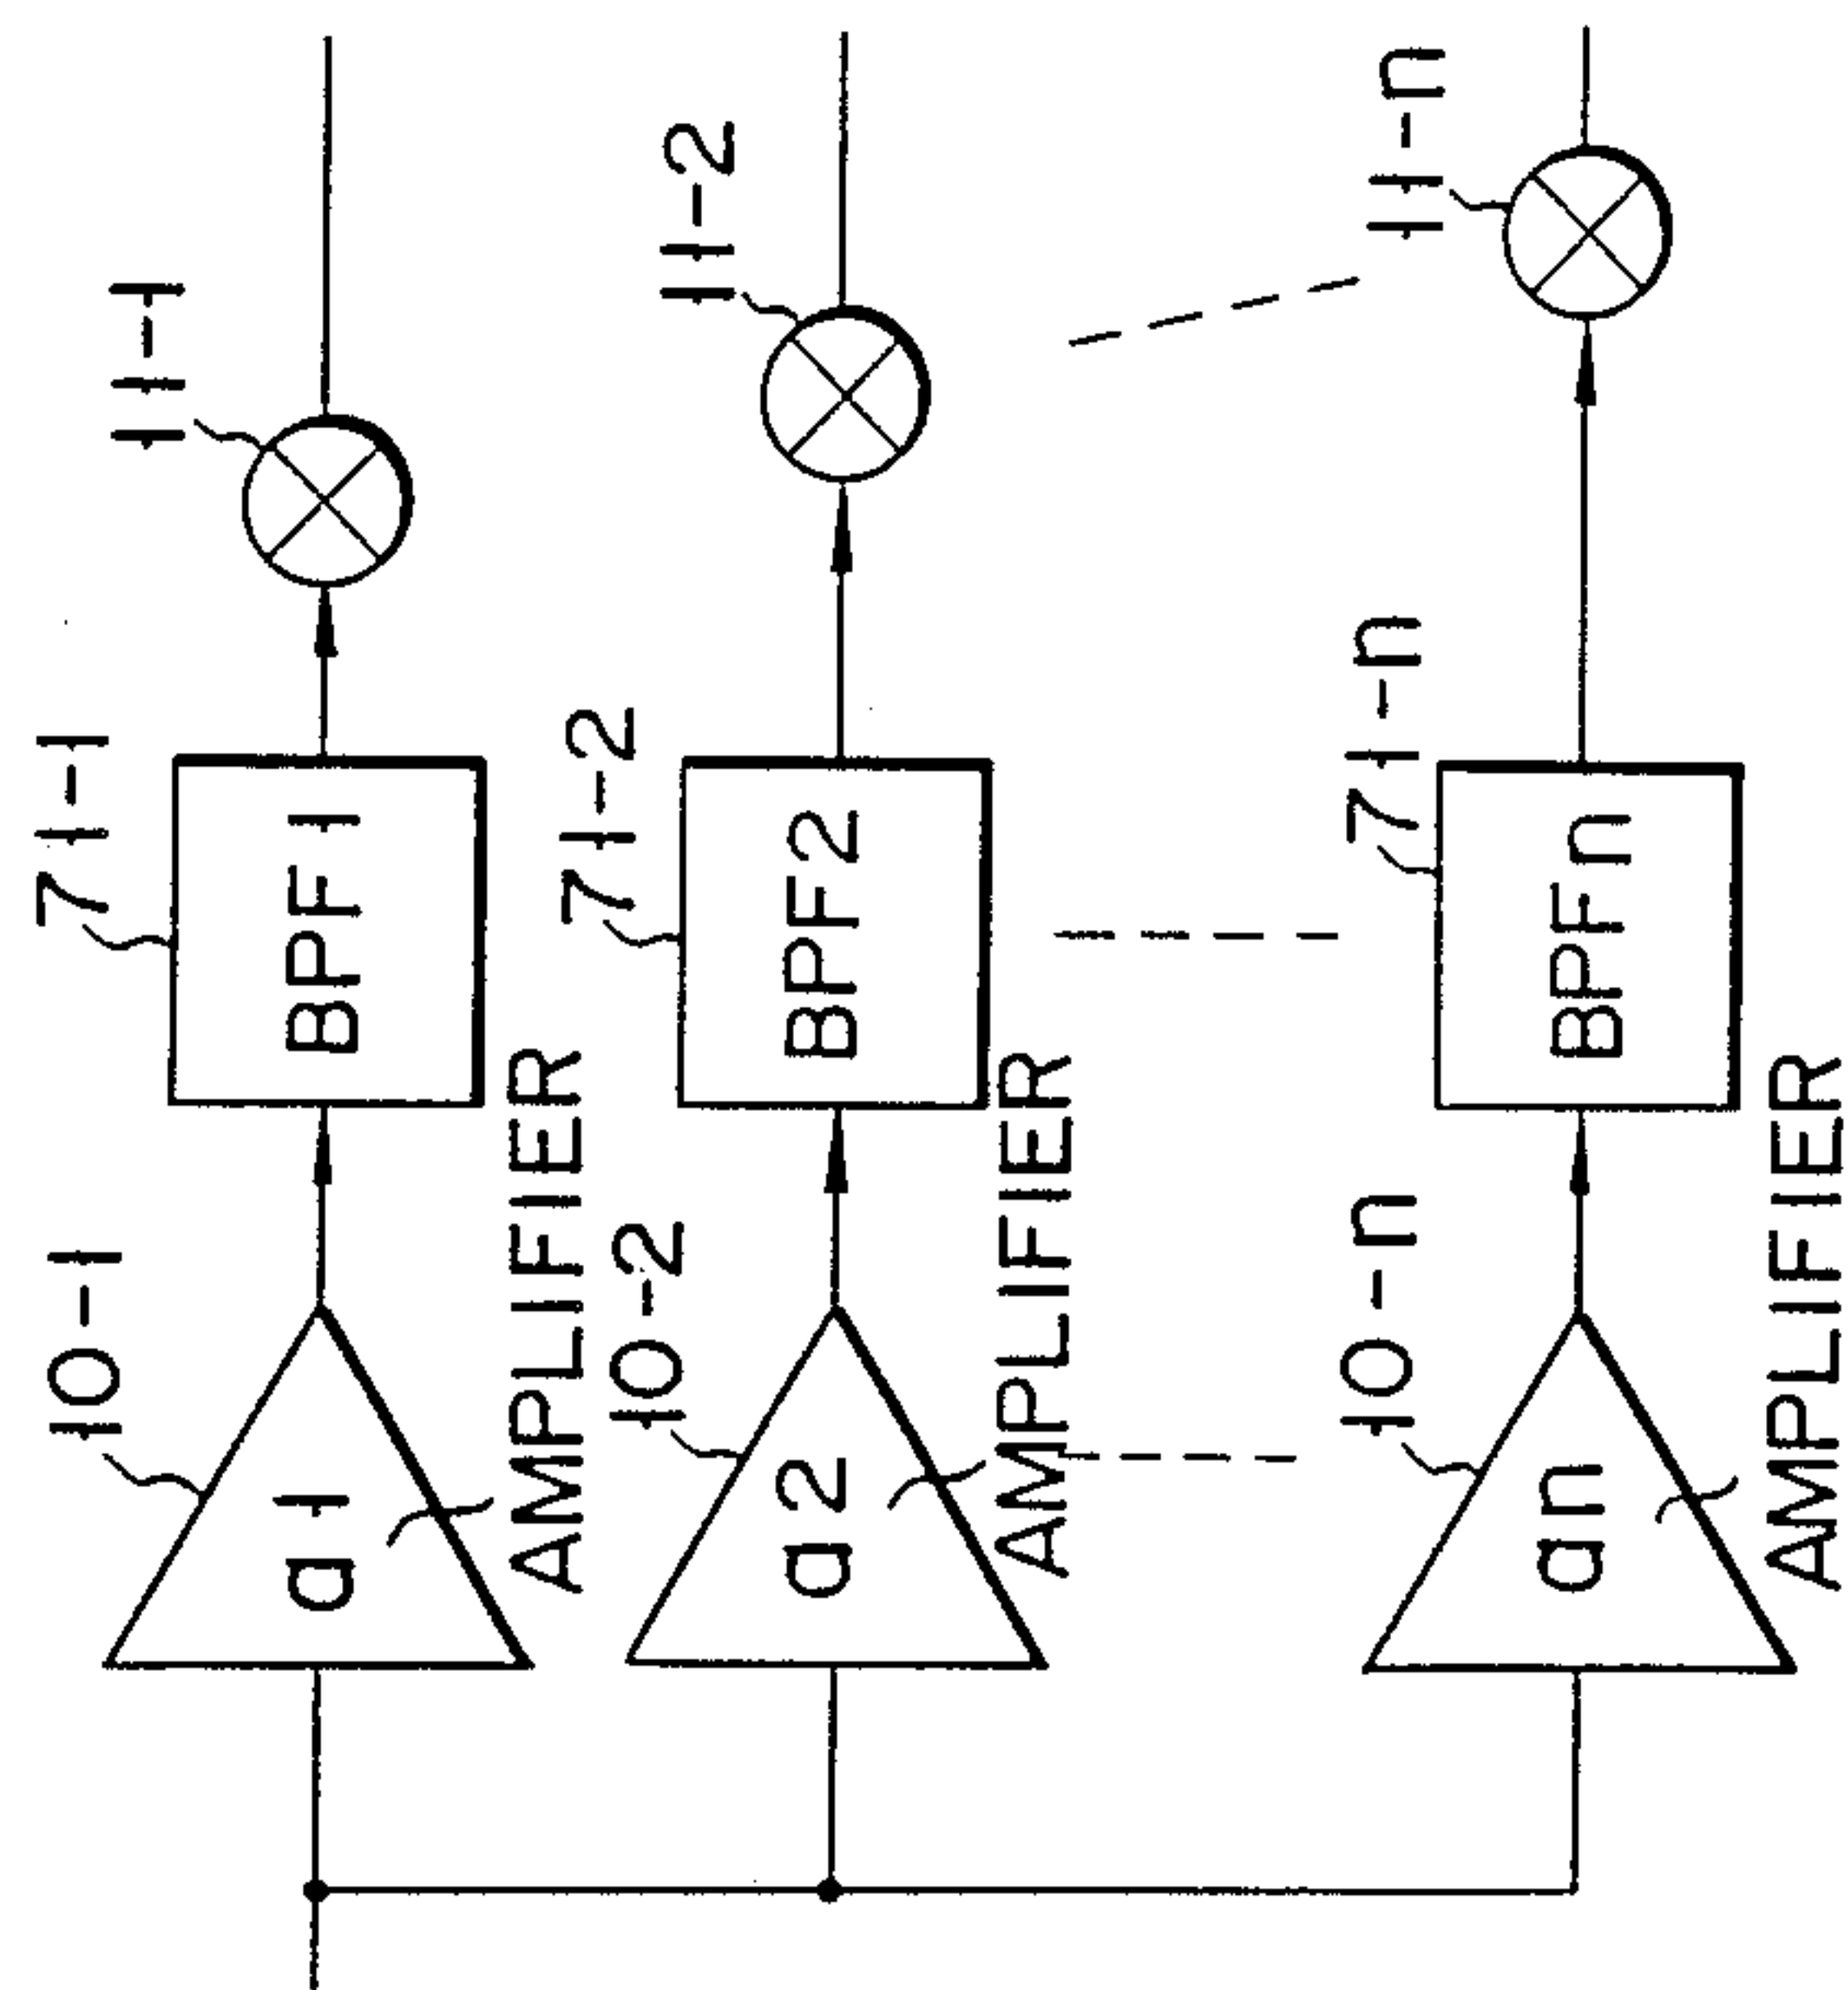 10-1
a1
AMPLIFIER
71-1
BPF1
11-1
10-2
a2
AMPLIFIER
71-2
BPF2
11-2
10-n
an
AMPLIFIER
71-n
BPFn
11-n